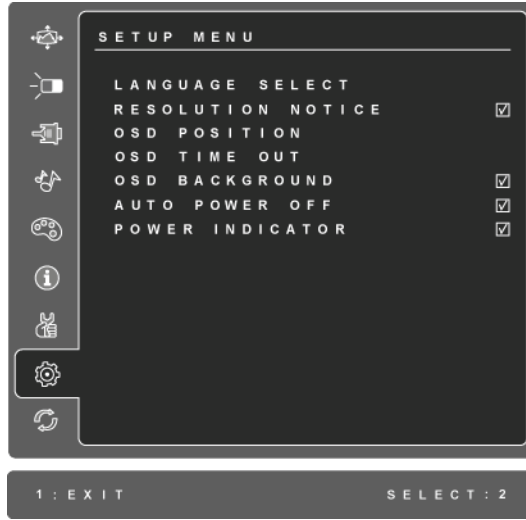 SETUP MENU
LANGUAGE SELECT
RESOLUTION NOTICE ☑
OSD POSITION
OSD TIME OUT
OSD BACKGROUND ☑
AUTO POWER OFF ☑
POWER INDICATOR ☑
1:EXIT SELECT:2